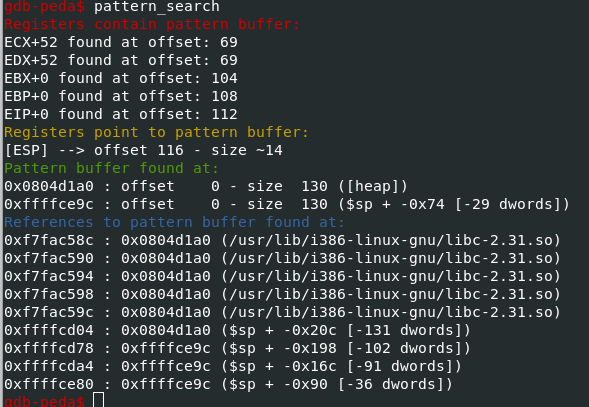 gdb-peda$ pattern_search
Registers contain pattern buffer:
ECX+52 found at offset: 69
EDX+52 found at offset: 69
EBX+0 found at offset: 104
EBP+0 found at offset: 108
EIP+0 found at offset: 112
Registers point to pattern buffer:
[ESP] --> offset 116 - size ~14
Pattern buffer found at:
0x0804d1a0 : offset    0 - size  130 ([heap])
0xffffce9c : offset    0 - size  130 ($sp + -0x74 [-29 dwords])
References to pattern buffer found at:
0xf7fac58c : 0x0804d1a0 (/usr/lib/i386-linux-gnu/libc-2.31.so)
0xf7fac590 : 0x0804d1a0 (/usr/lib/i386-linux-gnu/libc-2.31.so)
0xf7fac594 : 0x0804d1a0 (/usr/lib/i386-linux-gnu/libc-2.31.so)
0xf7fac598 : 0x0804d1a0 (/usr/lib/i386-linux-gnu/libc-2.31.so)
0xf7fac59c : 0x0804d1a0 (/usr/lib/i386-linux-gnu/libc-2.31.so)
0xffffcd04 : 0x0804d1a0 ($sp + -0x20c [-131 dwords])
0xffffcd78 : 0xffffce9c ($sp + -0x198 [-102 dwords])
0xffffcda4 : 0xffffce9c ($sp + -0x16c [-91 dwords])
0xffffce80 : 0xffffce9c ($sp + -0x90 [-36 dwords])
gdb-peda$